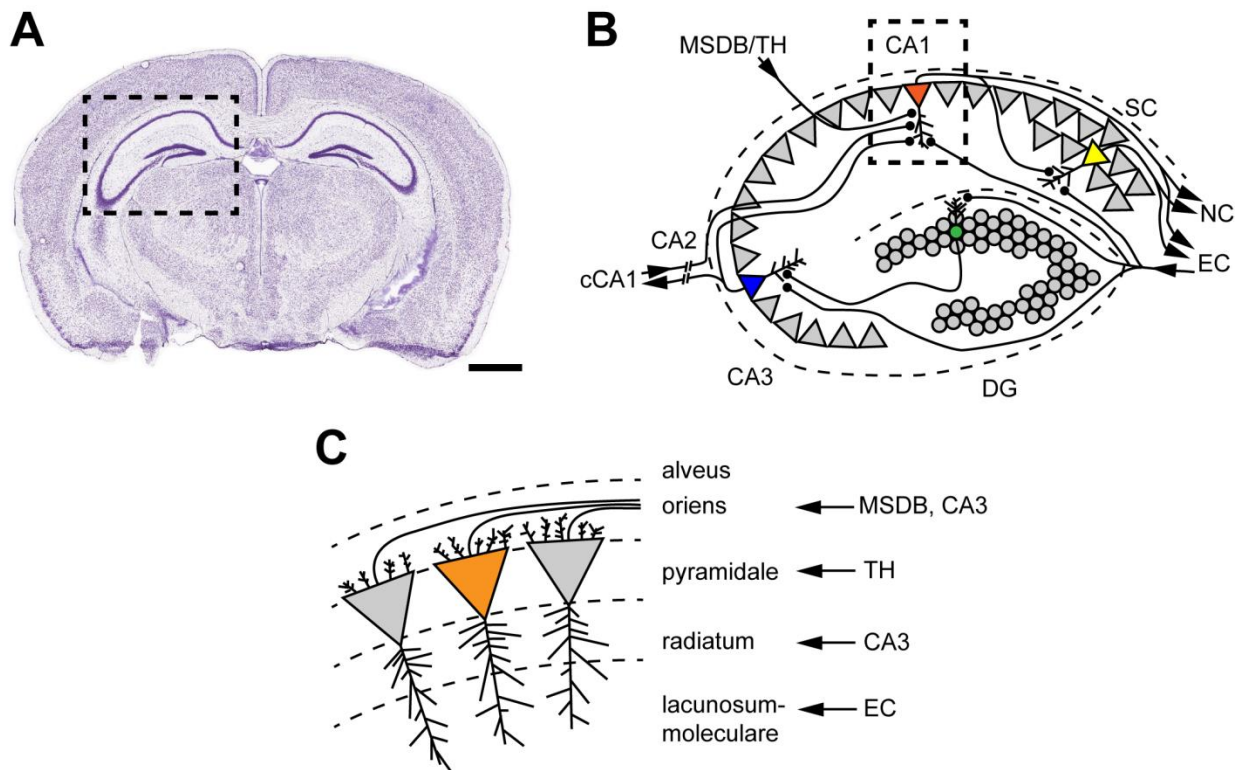 A
B
MSDB/TH
CA1
SC
NC
EC
CA2
cCA1
CA3
DG
C
alveus
oriens
MSDB, CA3
pyramidale
TH
radiatum
CA3
lacunosum-
moleculare
EC